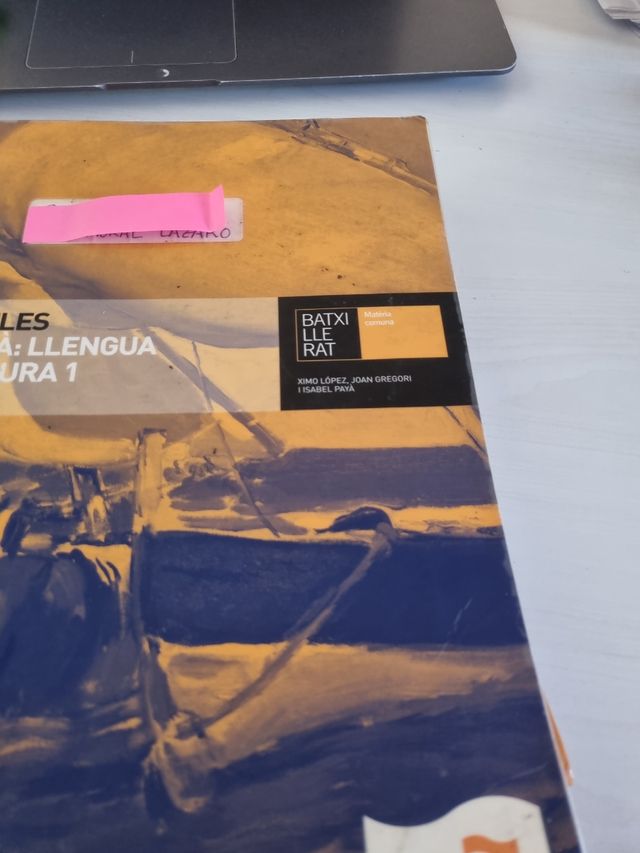 LAZARO
LES
À: LLENGUA
URA 1
BATXI
LLE
RAT
Matèria
comuna
XIMO LÓPEZ, JOAN GREGORI
I ISABEL PAYÀ